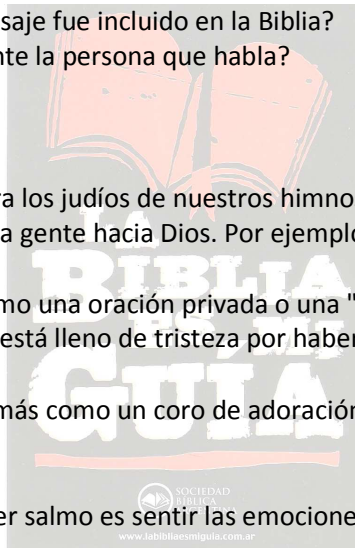 saje fue incluido en la Biblia?
nte la persona que habla?
a los judíos de nuestros himno
a gente hacia Dios. Por ejemplo
LA
BIBLIA
mo una oración privada o una "
ES MI
está lleno de tristeza por haber
GUIA
más como un coro de adoración
SOCIEDAD
BÍBLICA
ARGENTINA
er salmo es sentir las emocione
www.labibliaesmiguia.com.ar